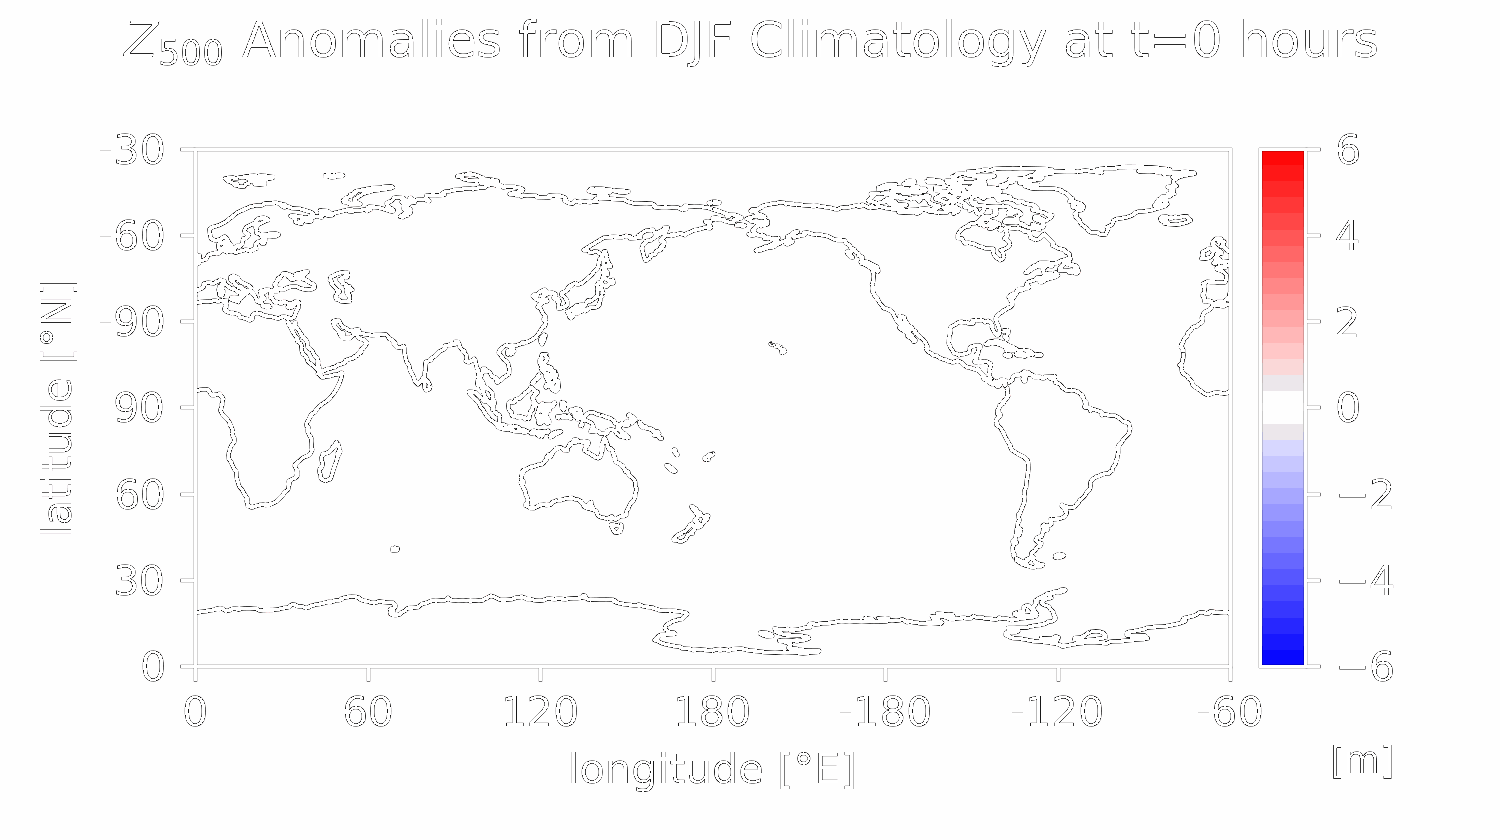 Z₅₀₀ Anomalies from DJF Climatology at t=0 hours
-30
-60
-90
90
60
30
0
latitude [°N]
0 60 120 180 -180 -120 -60
longitude [°E]
6
4
2
0
−2
−4
−6
[m]